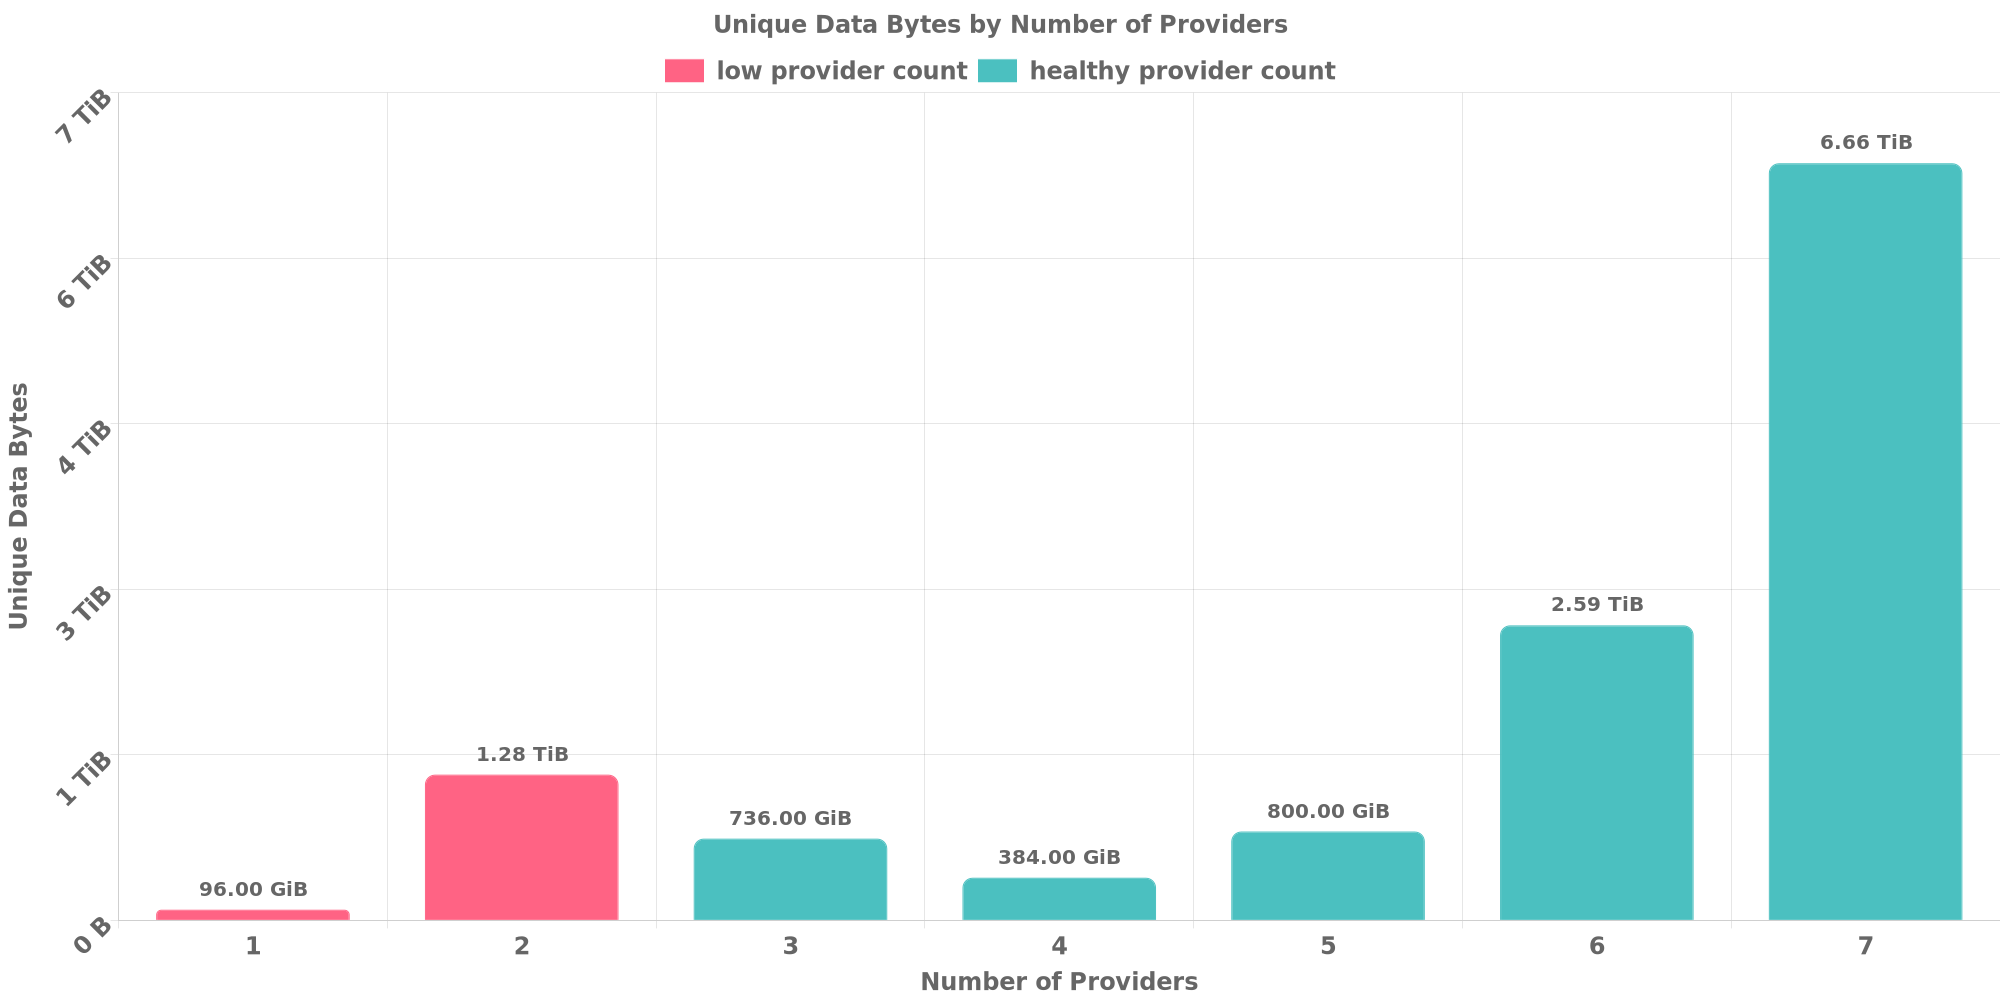 Unique Data Bytes by Number of Providers
low provider count healthy provider count
7 TiB
6 TiB
4 TiB
3 TiB
1 TiB
0 B
Unique Data Bytes
96.00 GiB
1.28 TiB
736.00 GiB
384.00 GiB
800.00 GiB
2.59 TiB
6.66 TiB
1 2 3 4 5 6 7
Number of Providers